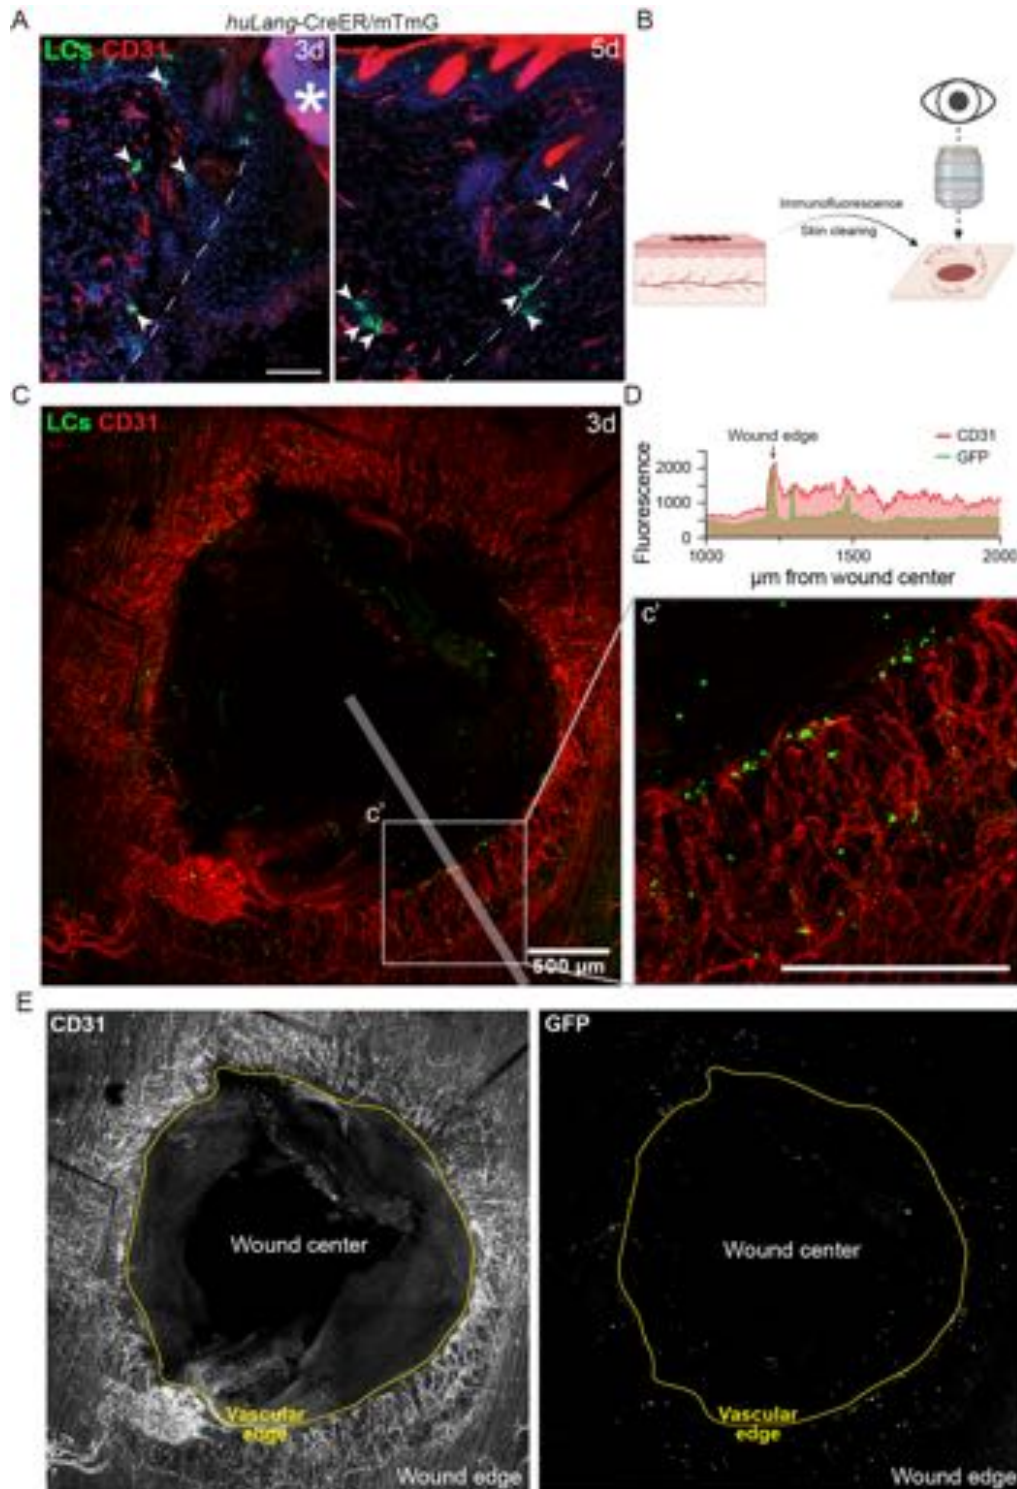 A
huLang-CreER/mTmG
LCs CD31
3d
*
5d
B
Immunofluorescence
Skin clearing
C
LCs CD31
3d
c'
500 µm
D
Wound edge
CD31
GFP
Fluorescence
2000
1000
0
1000
1500
2000
µm from wound center
c'
E
CD31
Wound center
Vascular
edge
Wound edge
GFP
Wound center
Vascular
edge
Wound edge